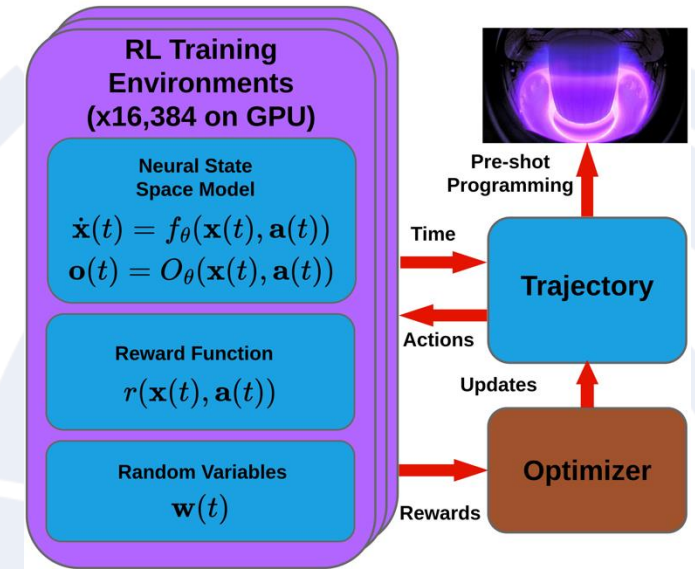 RL Training
Environments
(x16,384 on GPU)
Neural State
Space Model
ẋ(t) = f_θ(x(t), a(t))
o(t) = O_θ(x(t), a(t))
Reward Function
r(x(t), a(t))
Random Variables
w(t)
Time
Actions
Rewards
Pre-shot
Programming
Trajectory
Updates
Optimizer